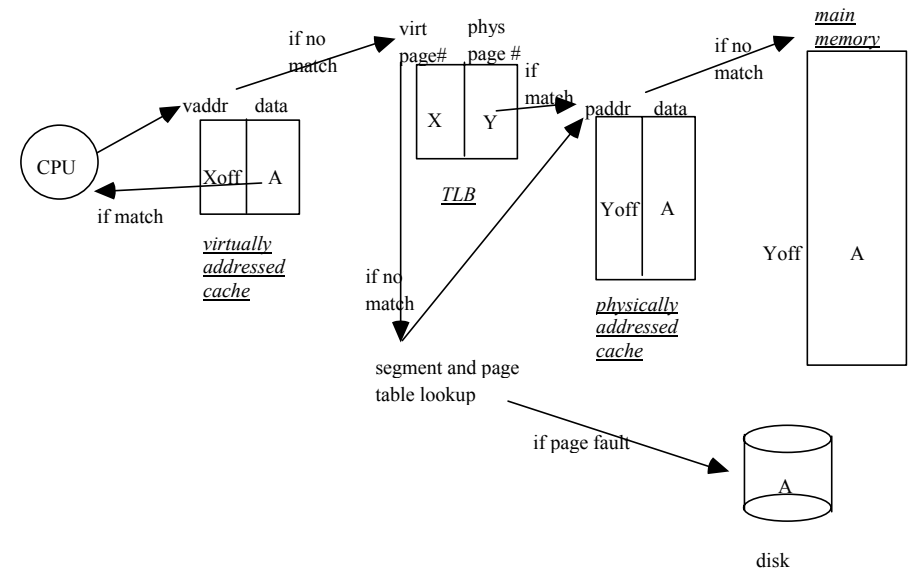 main
memory
virt
page#
phys
page #
if no
match
if no
match
if
match
vaddr data
paddr data
CPU
X
Y
Xoff
A
TLB
if match
Yoff
A
Yoff
A
virtually
addressed
cache
if no
match
physically
addressed
cache
segment and page
table lookup
if page fault
A
disk